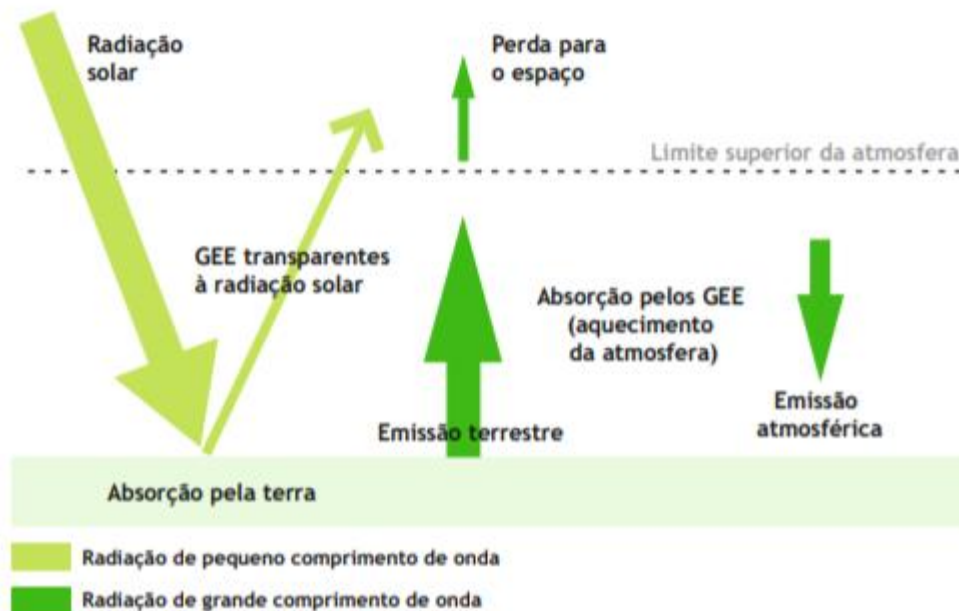 Radiação
solar
Perda para
o espaço
Limite superior da atmosfera
GEE transparentes
à radiação solar
Absorção pelos GEE
(aquecimento
da atmosfera)
Emissão
atmosférica
Emissão terrestre
Absorção pela terra
Radiação de pequeno comprimento de onda
Radiação de grande comprimento de onda